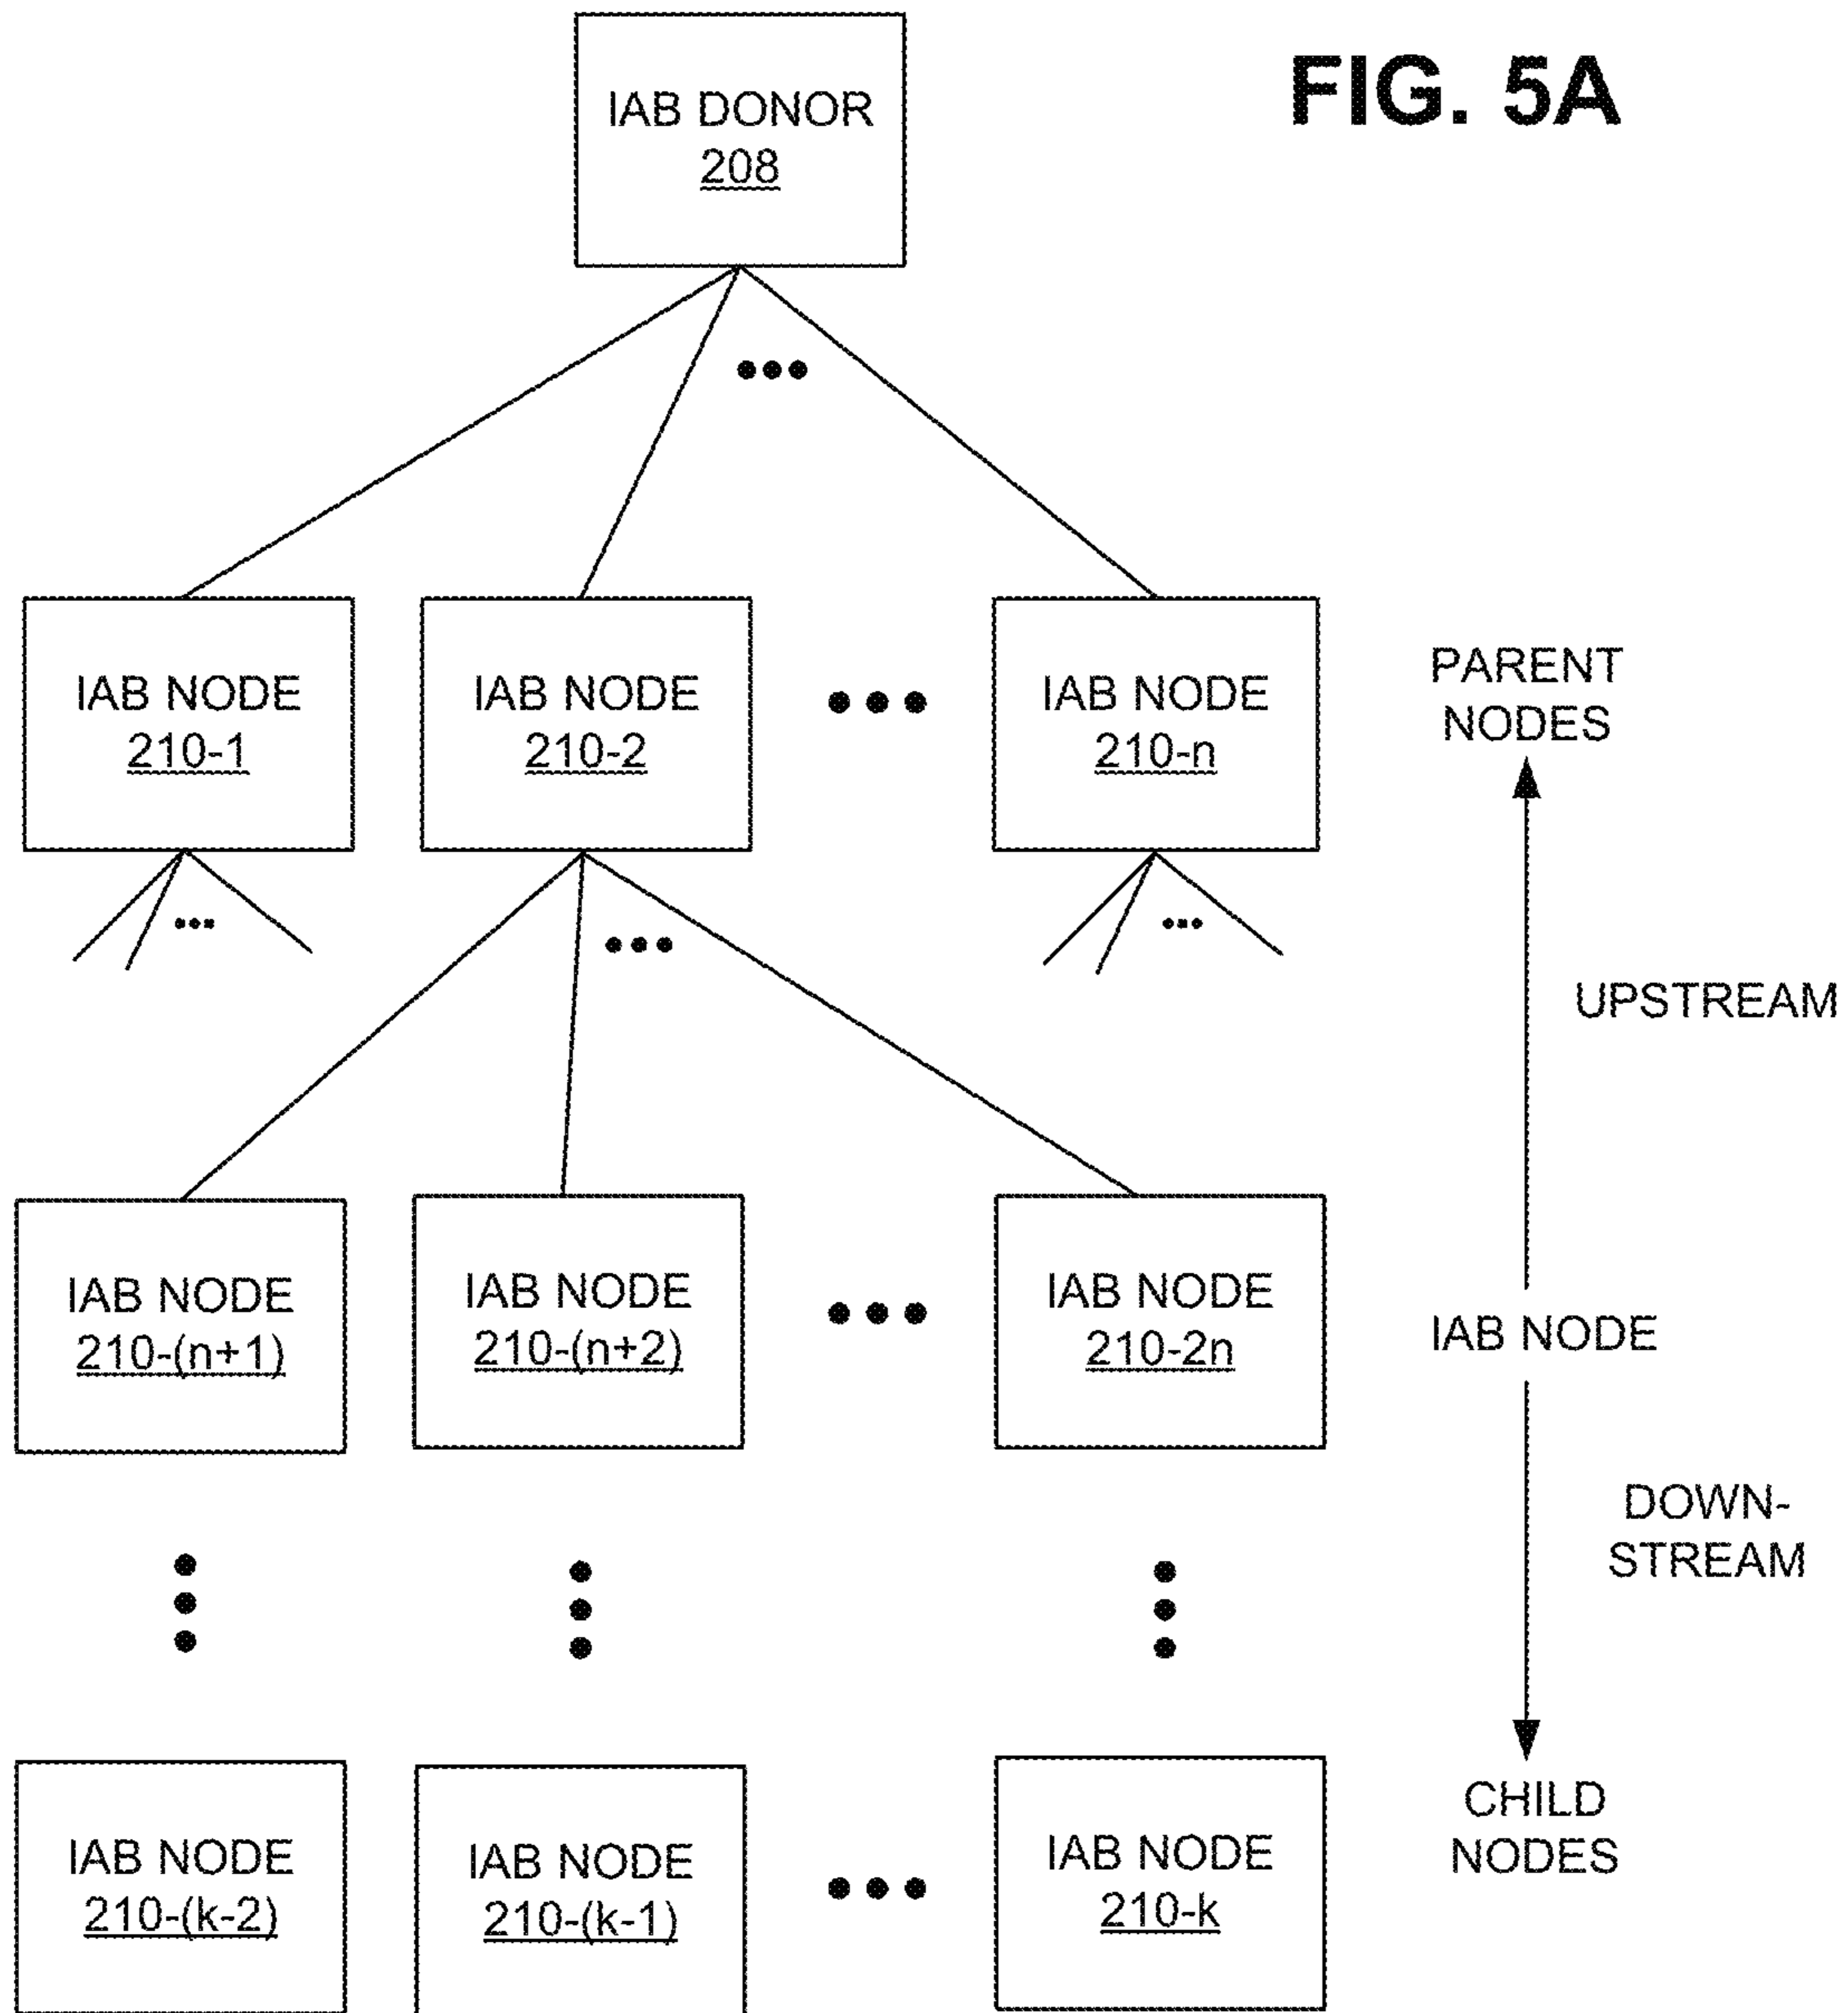 FIG. 5A
IAB DONOR
208
IAB NODE
210-1
IAB NODE
210-2
IAB NODE
210-n
PARENT
NODES
UPSTREAM
IAB NODE
210-(n+1)
IAB NODE
210-(n+2)
IAB NODE
210-2n
IAB NODE
DOWN-
STREAM
IAB NODE
210-(k-2)
IAB NODE
210-(k-1)
IAB NODE
210-k
CHILD
NODES